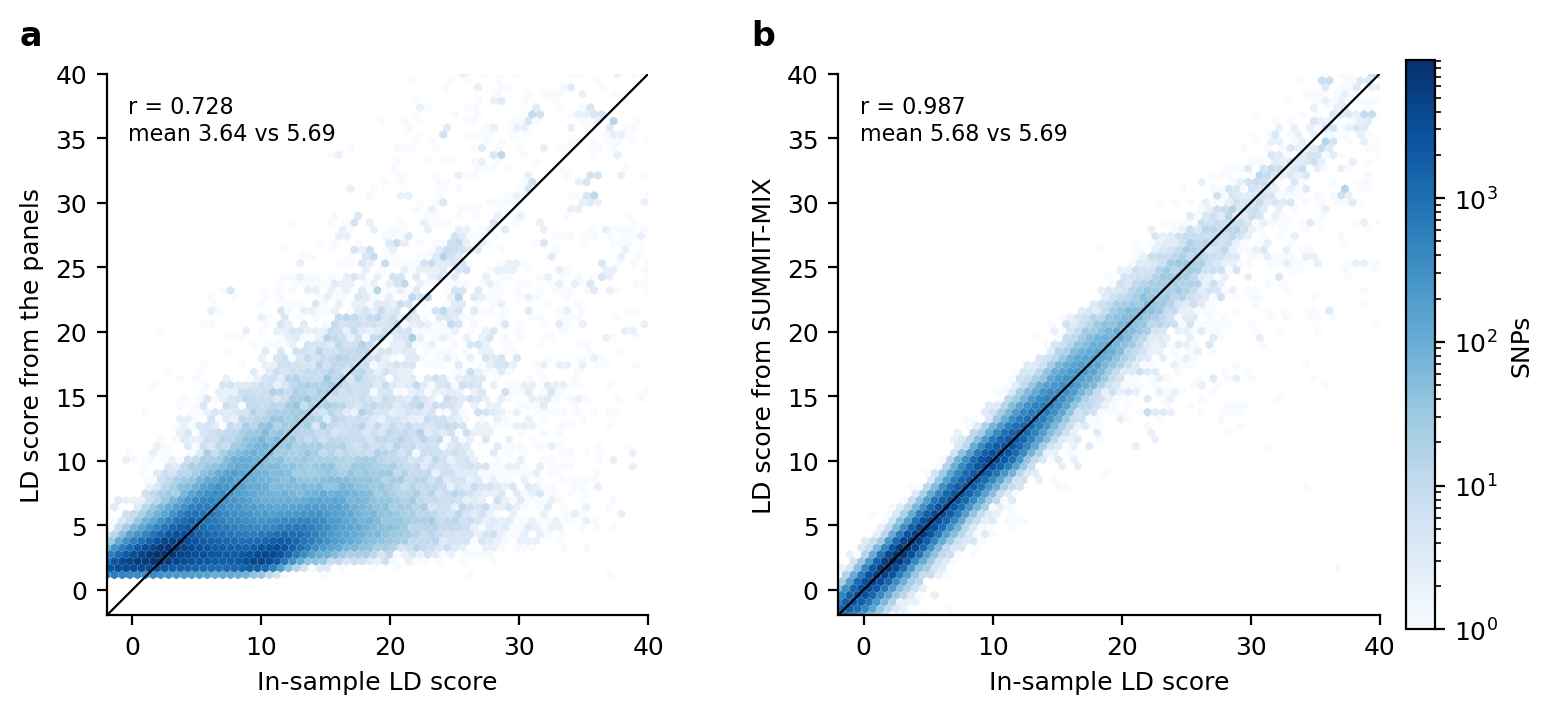 a
r = 0.728
mean 3.64 vs 5.69
LD score from the panels
40
35
30
25
20
15
10
5
0
0 10 20 30 40
In-sample LD score
b
r = 0.987
mean 5.68 vs 5.69
LD score from SUMMIT-MIX
40
35
30
25
20
15
10
5
0
0 10 20 30 40
In-sample LD score
10³
10²
10¹
10⁰
SNPs